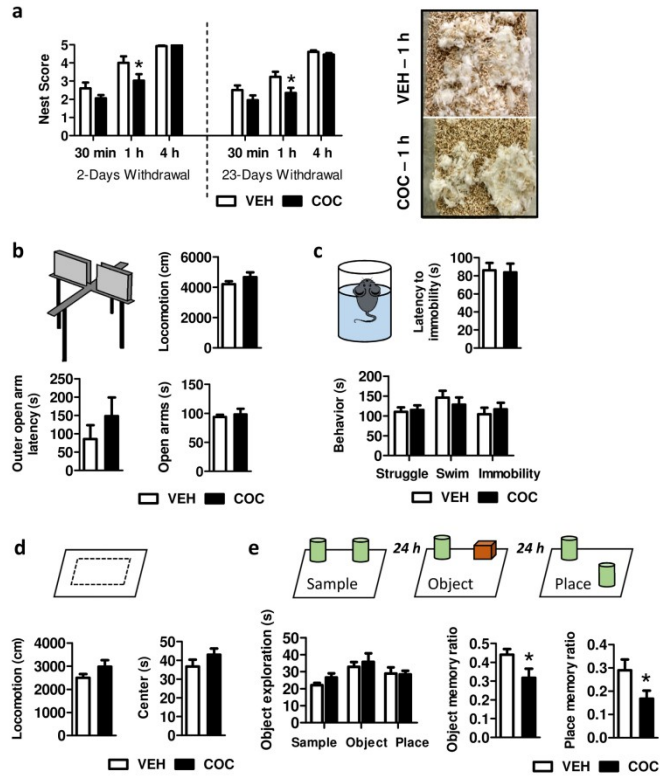 a
Nest Score
5
4
3
2
1
0
*
*
30 min 1 h 4 h
30 min 1 h 4 h
2-Days Withdrawal
23-Days Withdrawal
VEH COC
VEH – 1 h
COC – 1 h
b
Locomotion (cm)
6000
4000
2000
0
Outer open arm
latency (s)
250
200
150
100
50
0
Open arms (s)
150
100
50
0
VEH COC
c
Latency to
immobility (s)
100
80
60
40
20
0
Behavior (s)
200
150
100
50
0
Struggle Swim Immobility
VEH COC
d
Locomotion (cm)
4000
3000
2000
1000
0
Center (s)
50
40
30
20
10
0
VEH COC
e
Sample
24 h
Object
24 h
Place
Object exploration (s)
50
40
30
20
10
0
Sample Object Place
Object memory ratio
0.5
0.4
0.3
0.2
0.1
0.0
*
Place memory ratio
0.4
0.3
0.2
0.1
0.0
*
VEH COC